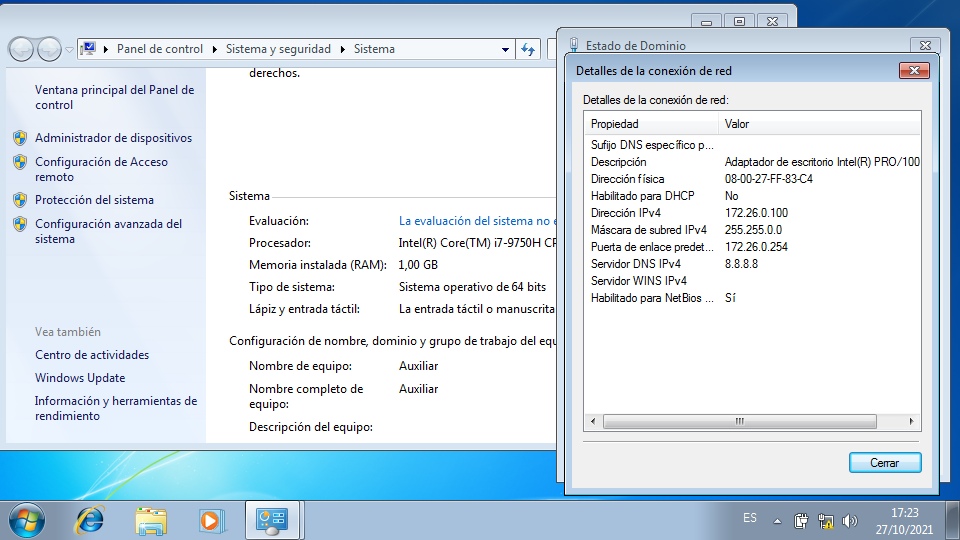 Panel de control
Sistema y seguridad
Sistema
derechos.
Ventana principal del Panel de
control
Administrador de dispositivos
Configuración de Acceso
remoto
Protección del sistema
Configuración avanzada del
sistema
Vea también
Centro de actividades
Windows Update
Información y herramientas de
rendimiento
Sistema
Evaluación: La evaluación del sistema no e
Procesador: Intel(R) Core(TM) i7-9750H CP
Memoria instalada (RAM): 1,00 GB
Tipo de sistema: Sistema operativo de 64 bits
Lápiz y entrada táctil: La entrada táctil o manuscrita
Configuración de nombre, dominio y grupo de trabajo del equ
Nombre de equipo: Auxiliar
Nombre completo de Auxiliar
equipo:
Descripción del equipo:
Estado de Dominio
Detalles de la conexión de red
Detalles de la conexión de red:
Propiedad Valor
Sufijo DNS específico p...
Descripción Adaptador de escritorio Intel(R) PRO/100
Dirección física 08-00-27-FF-83-C4
Habilitado para DHCP No
Dirección IPv4 172.26.0.100
Máscara de subred IPv4 255.255.0.0
Puerta de enlace predet... 172.26.0.254
Servidor DNS IPv4 8.8.8.8
Servidor WINS IPv4
Habilitado para NetBios ... Sí
Cerrar
ES
17:23
27/10/2021